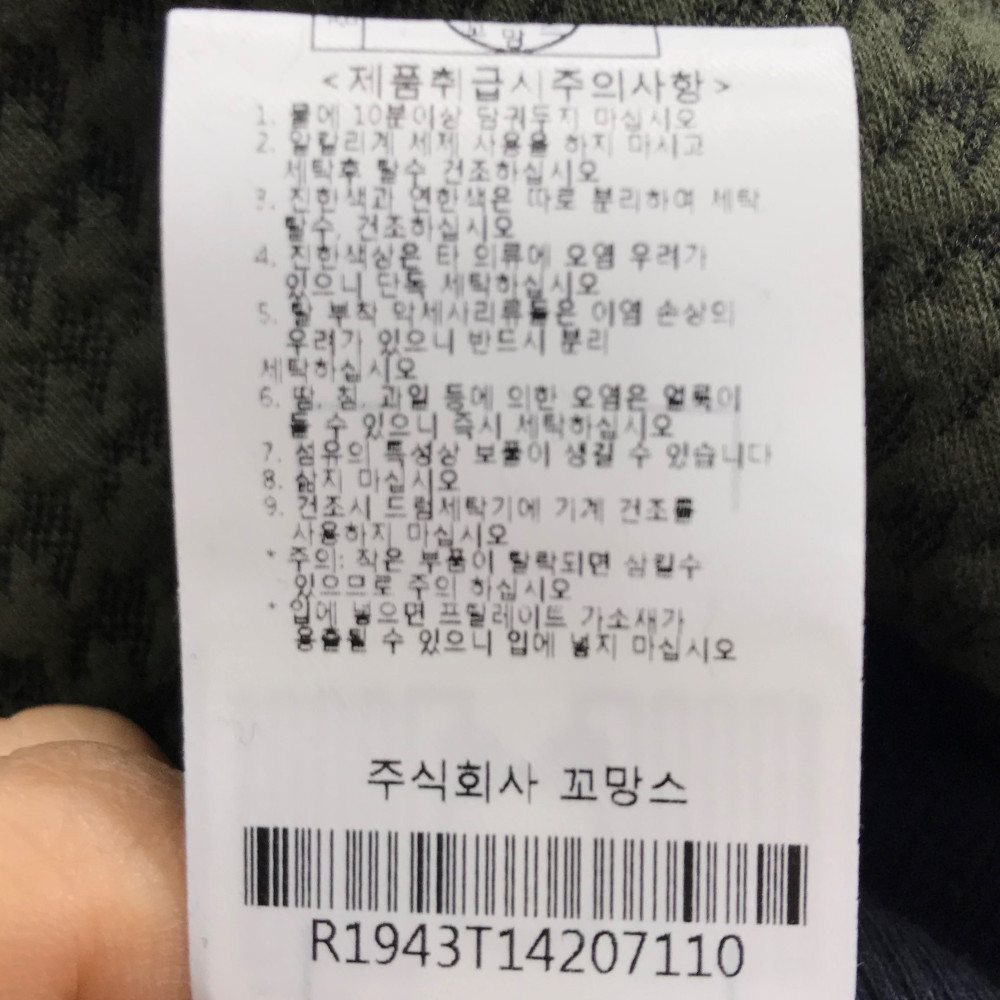 꼬망스
<제품취급시주의사항>
1. 물에 10분이상 담궈두지 마십시오
2. 알칼리계 세제 사용을 하지 마시고
세탁후 탈수 건조하십시오
3. 진한색과 연한색은 따로 분리하여 세탁
탈수, 건조하십시오
4. 진한색상은 타 의류에 오염 우려가
있으니 단독 세탁하십시오
5. 탈 부착 악세사리류들은 이염 손상의
우려가 있으니 반드시 분리
세탁하십시오
6. 땀, 침, 과일 등에 의한 오염은 얼룩이
될 수 있으니 즉시 세탁하십시오
7. 섬유의 특성상 보풀이 생길 수 있습니다
8. 삶지 마십시오
9. 건조시 드럼세탁기에 기계 건조를
사용하지 마십시오
* 주의: 작은 부품이 탈락되면 삼킬수
있으므로 주의 하십시오
* 입에 넣으면 프틸레이트 가소재가
용출될 수 있으니 입에 넣지 마십시오
주식회사 꼬망스
R1943T14207110